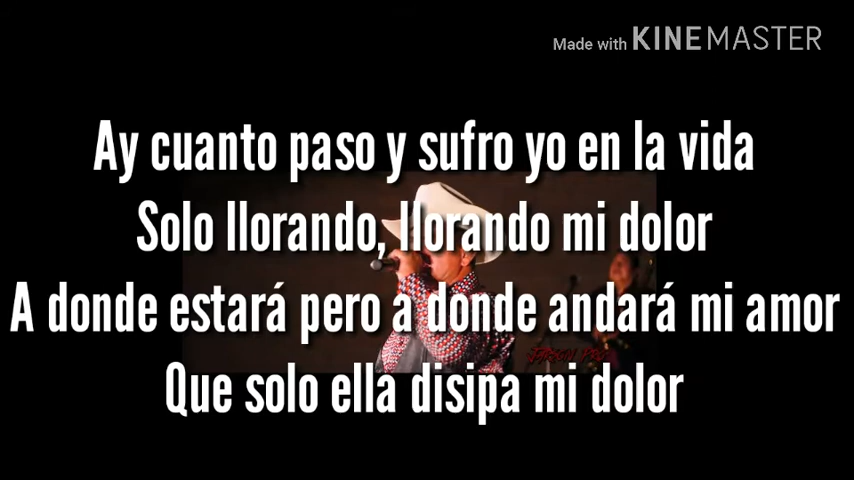 Made with KINEMASTER
Ay cuanto paso y sufro yo en la vida
Solo llorando, llorando mi dolor
A donde estará pero a donde andará mi amor
Que solo ella disipa mi dolor